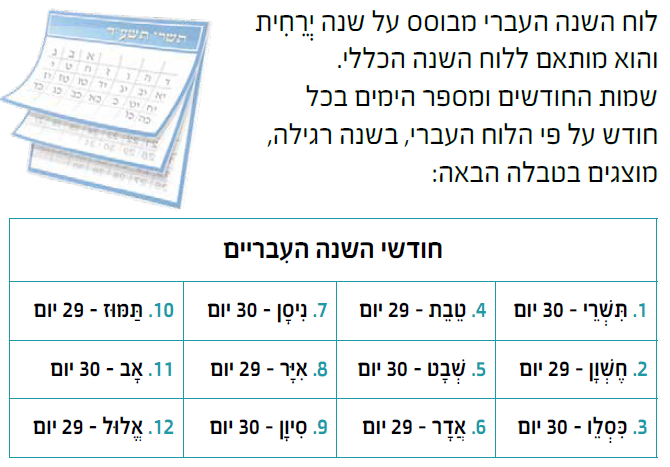 לוח השנה העברי מבוסס על שנה יְרֵחִית
והוא מותאם ללוח השנה הכללי.
שמות החודשים ומספר הימים בכל
חודש על פי הלוח העברי, בשנה רגילה,
מוצגים בטבלה הבאה:
תשרי תשע"ד
חודשי השנה העִבריים
1. תִּשְׁרֵי - 30 יום
4. טֵבֵת - 29 יום
7. נִיסָן - 30 יום
10. תַּמּוּז - 29 יום
2. חֶשְׁוָן - 29 יום
5. שְׁבָט - 30 יום
8. אִיָּר - 29 יום
11. אָב - 30 יום
3. כִּסְלֵו - 30 יום
6. אֲדָר - 29 יום
9. סִיוָן - 30 יום
12. אֱלוּל - 29 יום